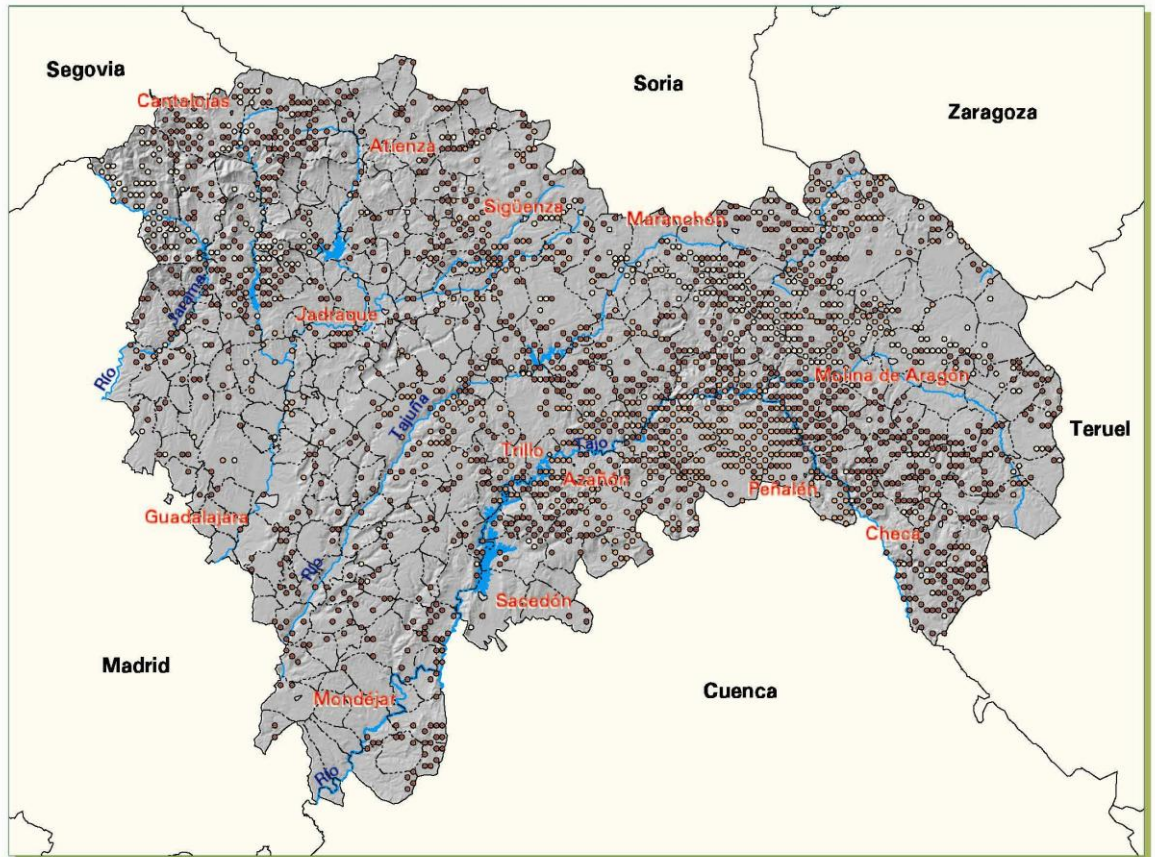 Segovia
Soria
Zaragoza
Cantalojas
Atienza
Sigüenza
Maranchón
Jarama
Jadraque
Río
Molina de Aragón
Tajuña
Teruel
Trillo
Tajo
Azañón
Peñalén
Guadalajara
Checa
Río
Sacedón
Madrid
Cuenca
Mondéjar
Río